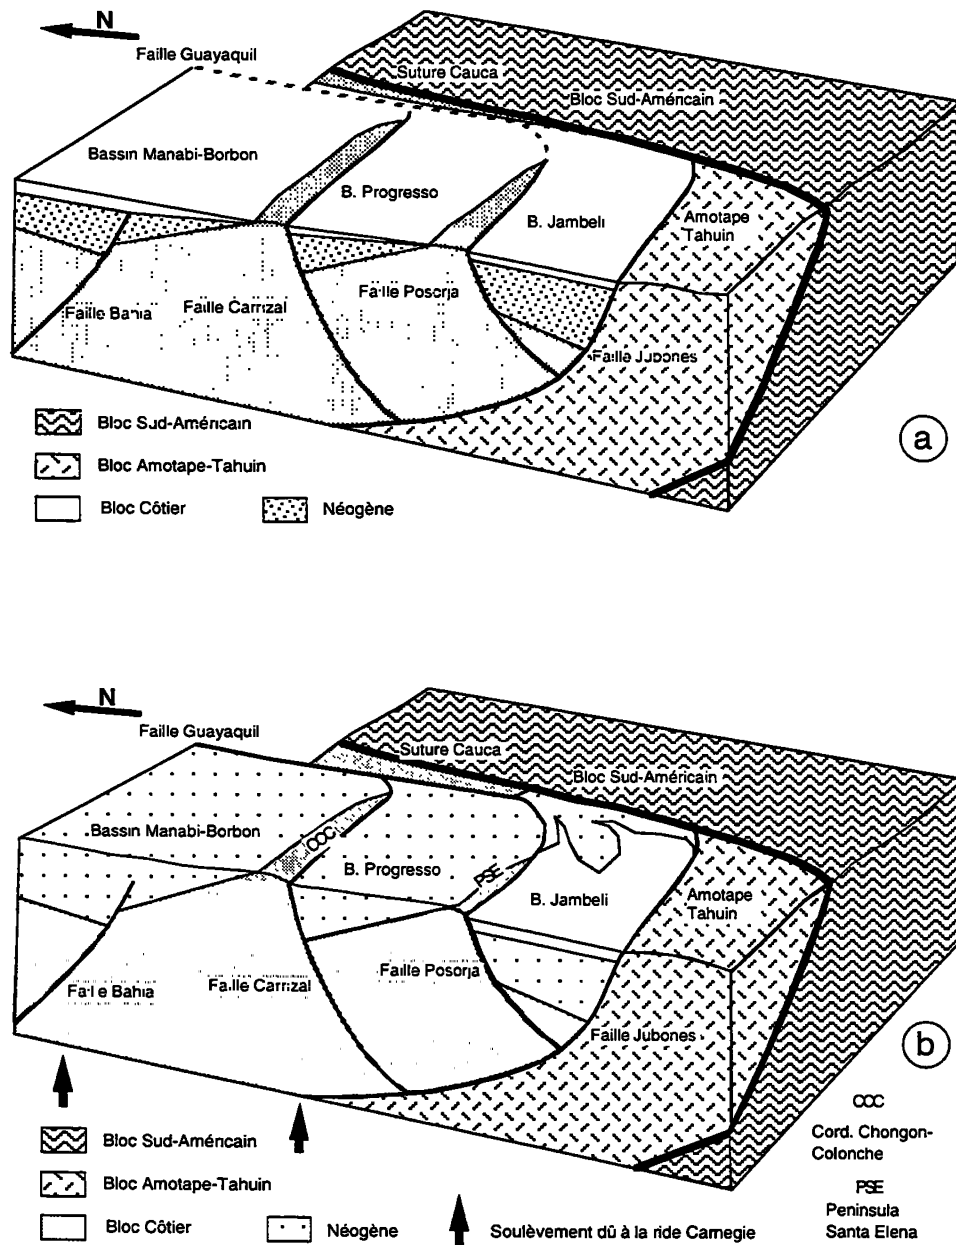 N
Faille Guayaquil
Suture Cauca
Bloc Sud-Américain
Bassin Manabi-Borbon
B. Progresso
B. Jambeli
Amotape
Tahuin
Faille Bahia
Faille Carrizal
Faille Posorja
Faille Jubones
Bloc Sud-Américain
Bloc Amotape-Tahuin
Bloc Côtier
Néogène
a
N
Faille Guayaquil
Suture Cauca
Bloc Sud-Américain
Bassin Manabi-Borbon
CCC
B. Progresso
PSE
B. Jambeli
Amotape
Tahuin
Faille Bahia
Faille Carrizal
Faille Posorja
Faille Jubones
b
CCC
Cord. Chongon-
Colonche
PSE
Peninsula
Santa Elena
Bloc Sud-Américain
Bloc Amotape-Tahuin
Bloc Côtier
Néogène
Soulèvement dû à la ride Carnegie